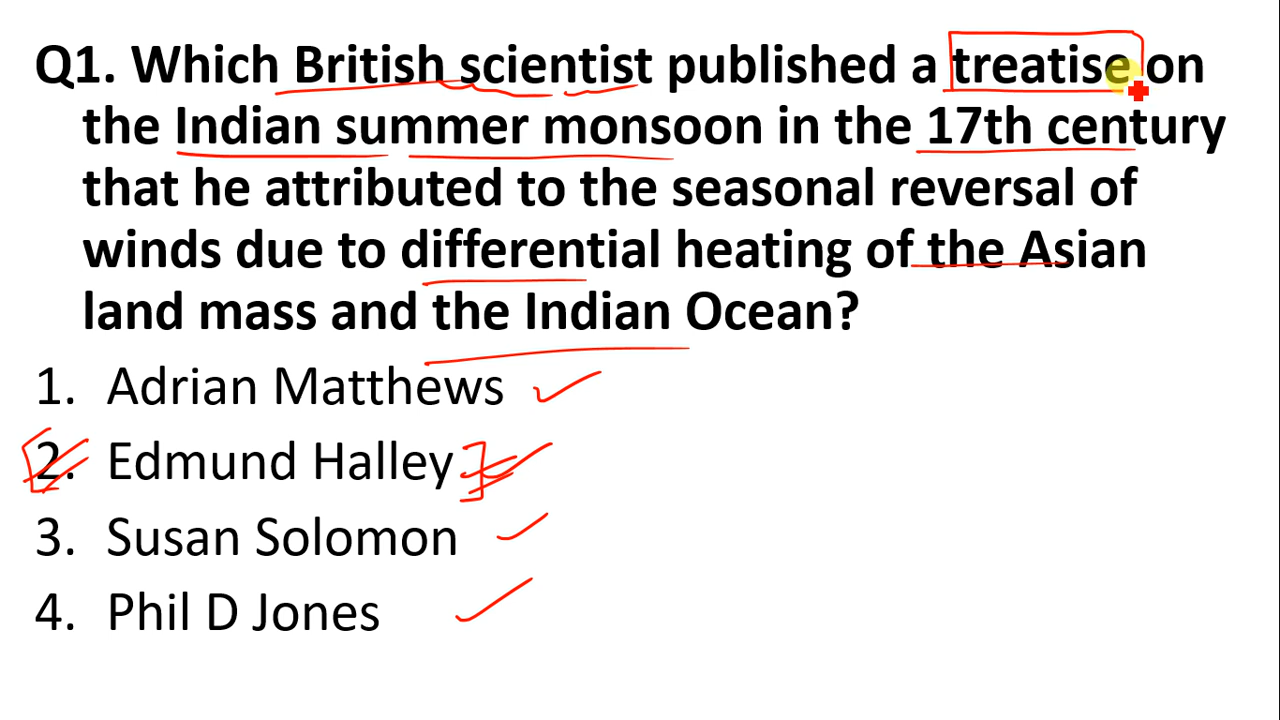 Q1. Which British scientist published a treatise on
the Indian summer monsoon in the 17th century
that he attributed to the seasonal reversal of
winds due to differential heating of the Asian
land mass and the Indian Ocean?
1. Adrian Matthews
2. Edmund Halley
3. Susan Solomon
4. Phil D Jones